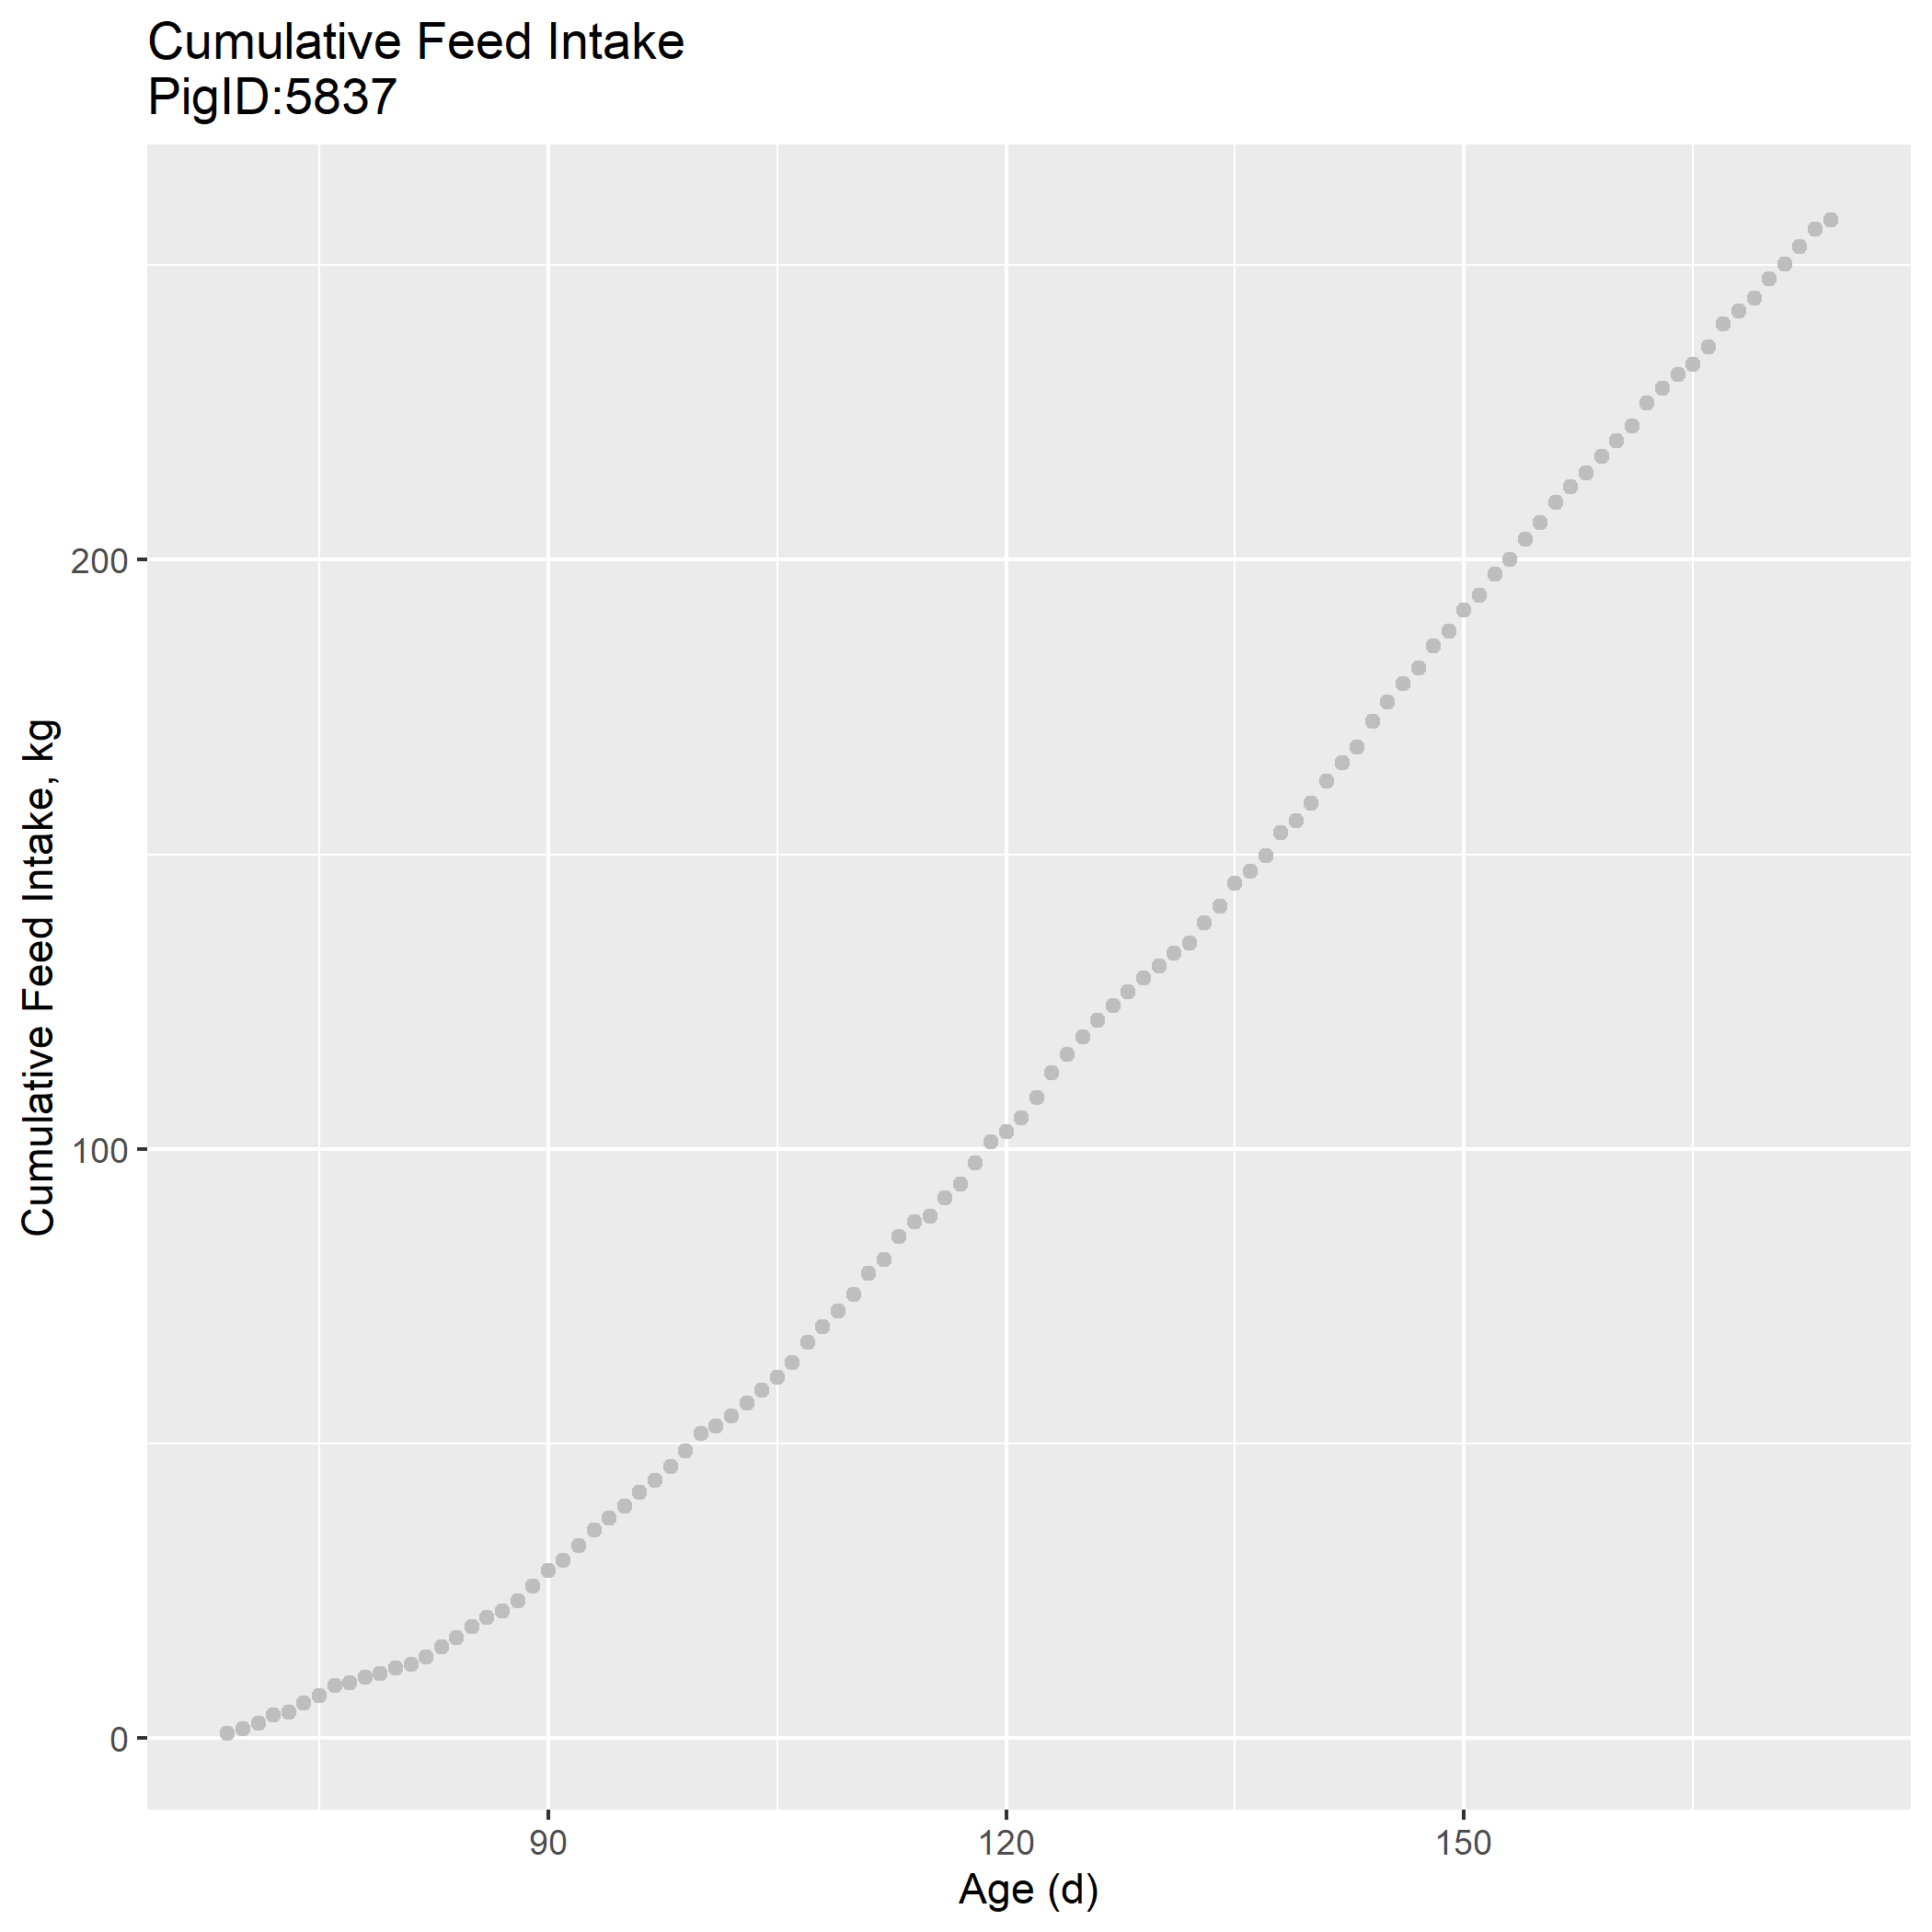 Cumulative Feed Intake
PigID:5837
Cumulative Feed Intake, kg
200
100
0
90
120
150
Age (d)